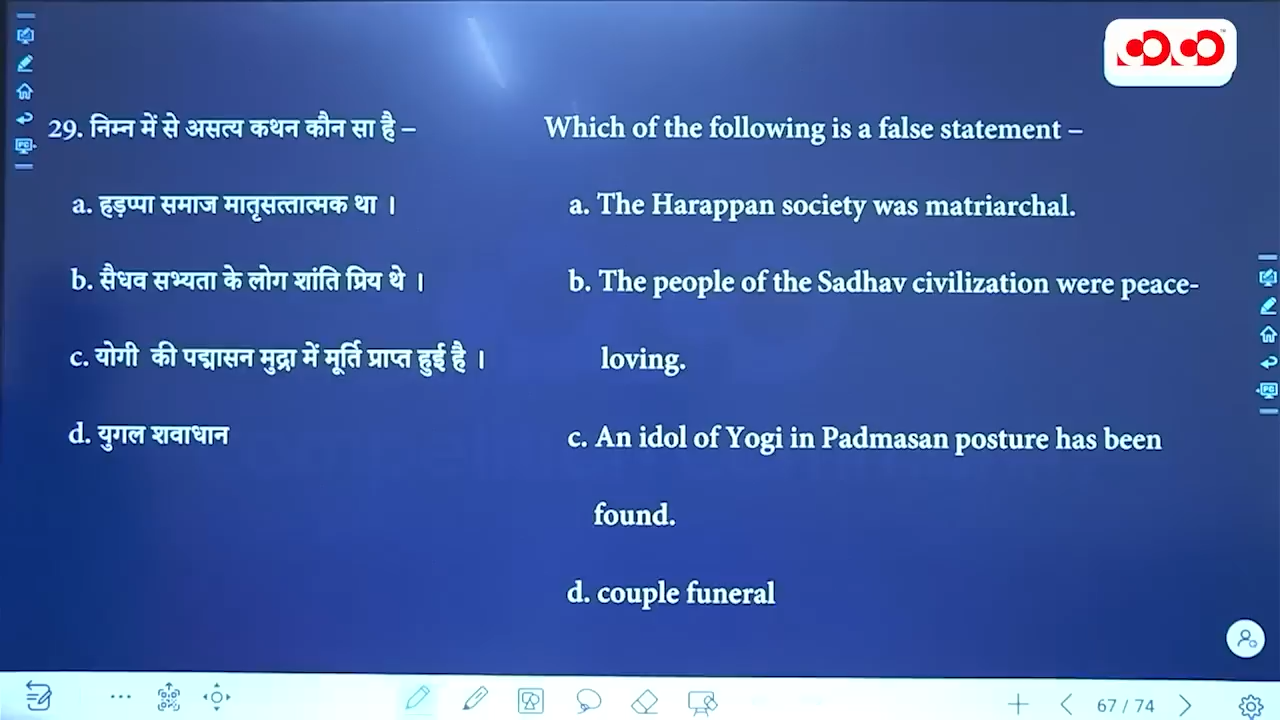 29. निम्न में से असत्य कथन कौन सा है –
a. हड़प्पा समाज मातृसत्तात्मक था ।
b. सैधव सभ्यता के लोग शांति प्रिय थे ।
c. योगी की पद्मासन मुद्रा में मूर्ति प्राप्त हुई है ।
d. युगल शवाधान
Which of the following is a false statement –
a. The Harappan society was matriarchal.
b. The people of the Sadhav civilization were peace-
loving.
c. An idol of Yogi in Padmasan posture has been
found.
d. couple funeral
67 / 74